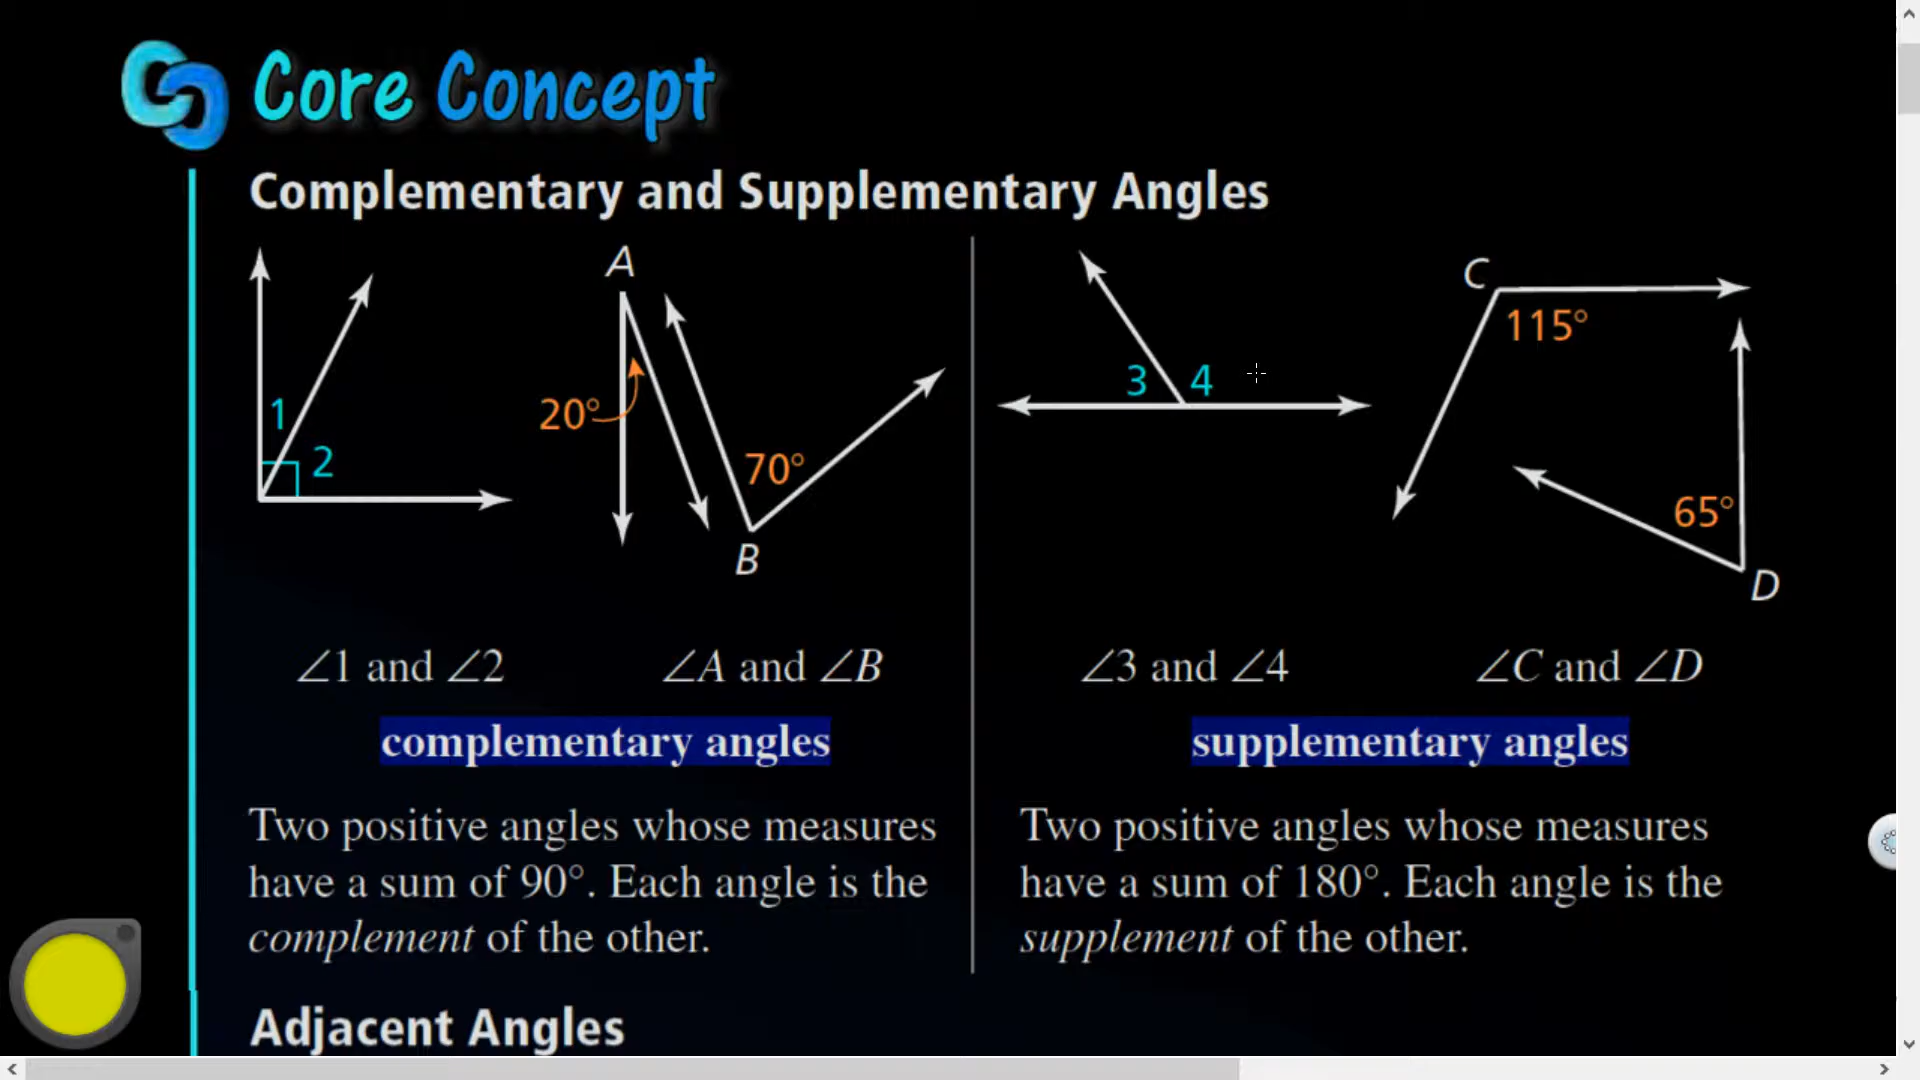 Core Concept
Complementary and Supplementary Angles
A
C
115°
1
20°
3 4
2
70°
65°
B
D
∠1 and ∠2
∠A and ∠B
∠3 and ∠4
∠C and ∠D
complementary angles
supplementary angles
Two positive angles whose measures
have a sum of 90°. Each angle is the
complement of the other.
Two positive angles whose measures
have a sum of 180°. Each angle is the
supplement of the other.
Adjacent Angles